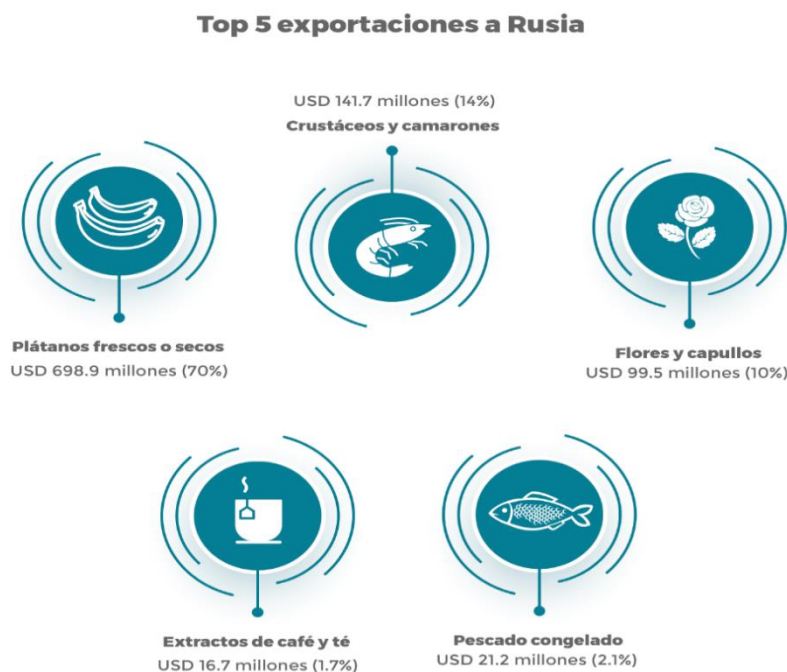 Top 5 exportaciones a Rusia
USD 141.7 millones (14%)
Crustáceos y camarones
Plátanos frescos o secos
USD 698.9 millones (70%)
Flores y capullos
USD 99.5 millones (10%)
Extractos de café y té
USD 16.7 millones (1.7%)
Pescado congelado
USD 21.2 millones (2.1%)